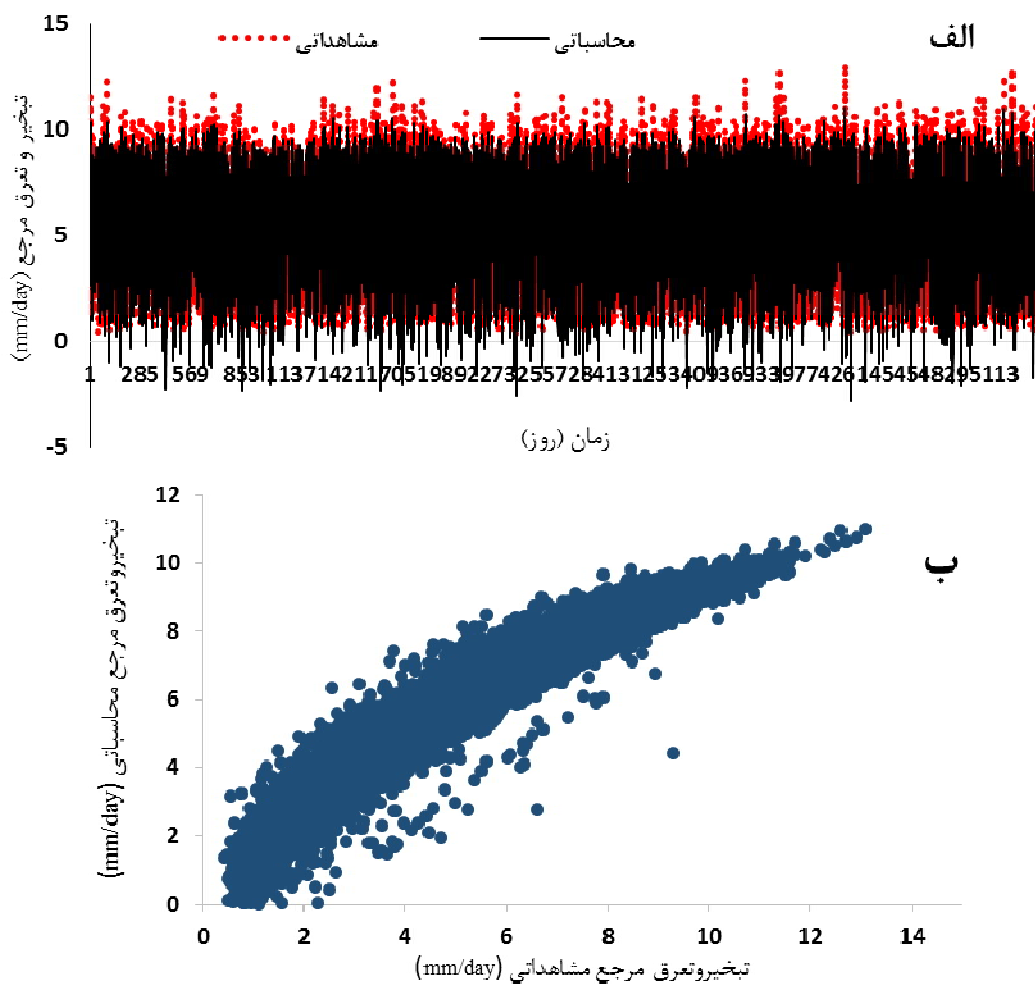 15
10
5
0
-5
الف
مشاهداتی
محاسباتی
تبخیر و تعرق مرجع (mm/day)
1 285 569 853
زمان (روز)
12
10
8
6
4
2
0
ب
تبخیروتعرق مرجع محاسباتی (mm/day)
0 2 4 6 8 10 12 14
تبخیروتعرق مرجع مشاهداتی (mm/day)